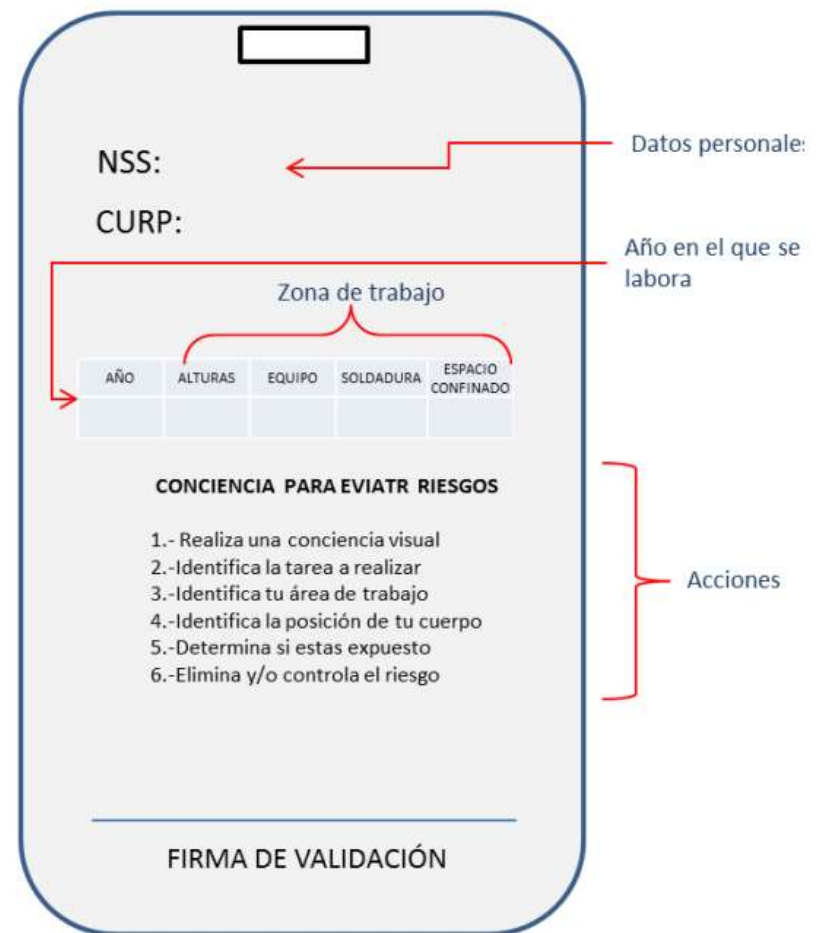 NSS:
Datos personales
CURP:
Año en el que se
labora
Zona de trabajo
AÑO ALTURAS EQUIPO SOLDADURA ESPACIO CONFINADO
CONCIENCIA PARA EVIATR RIESGOS
1.- Realiza una conciencia visual
2.-Identifica la tarea a realizar
3.-Identifica tu área de trabajo
4.-Identifica la posición de tu cuerpo
5.-Determina si estas expuesto
6.-Elimina y/o controla el riesgo
Acciones
FIRMA DE VALIDACIÓN